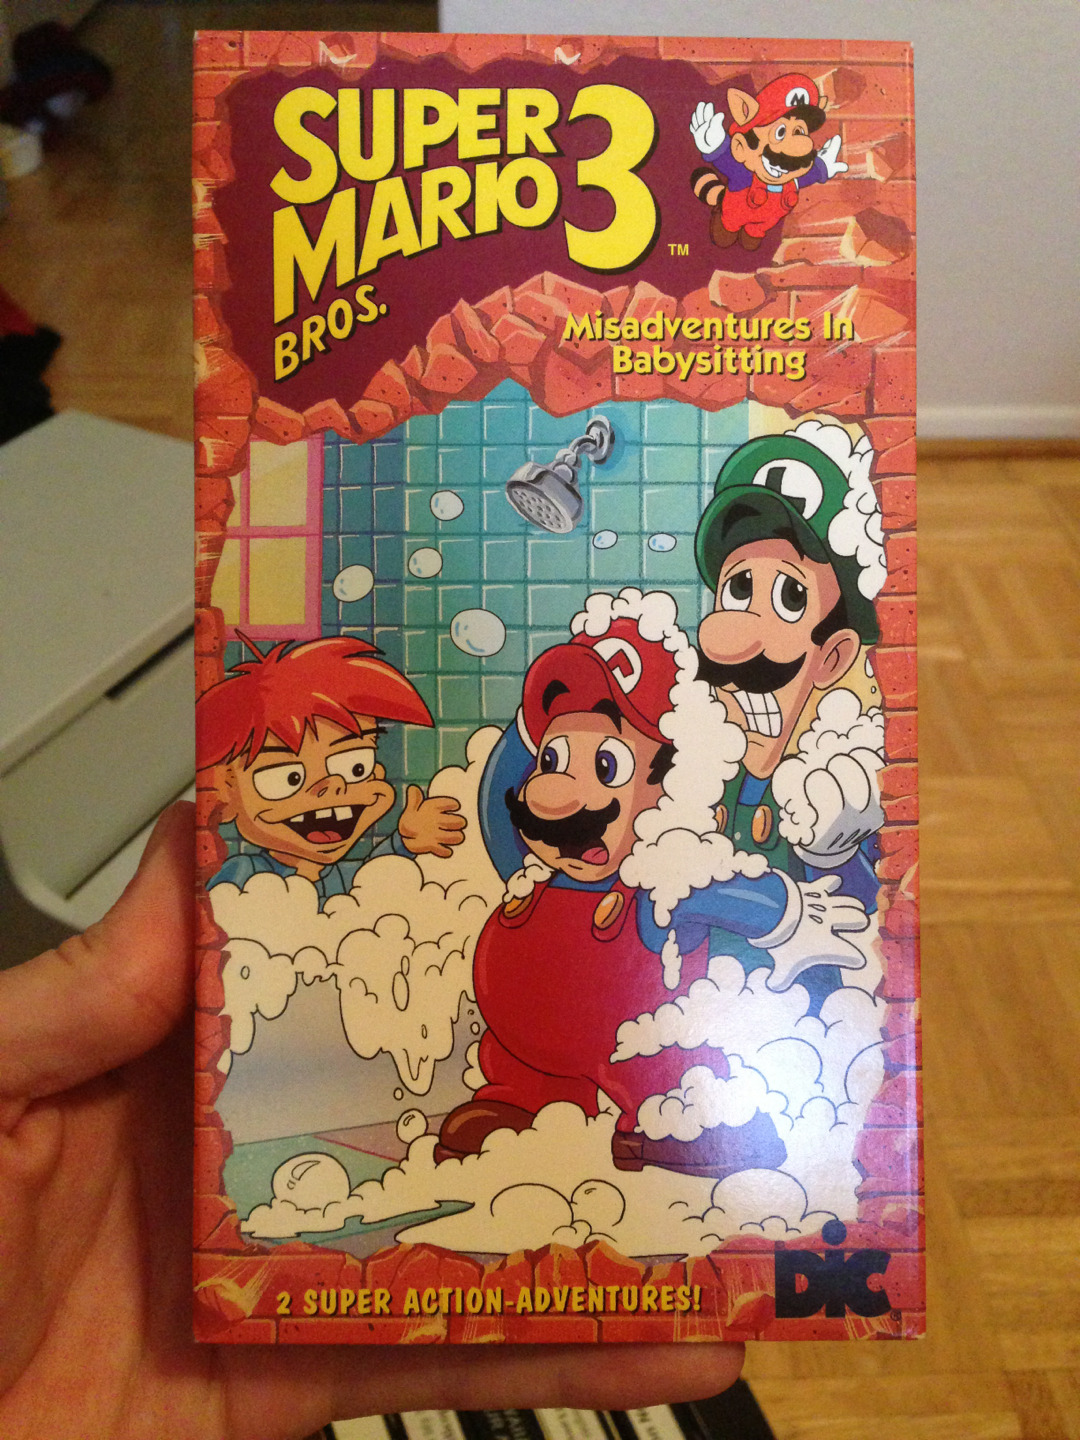 SUPER
MARIO
BROS.
3
TM
M
Misadventures In
Babysitting
L
2 SUPER ACTION-ADVENTURES!
DiC